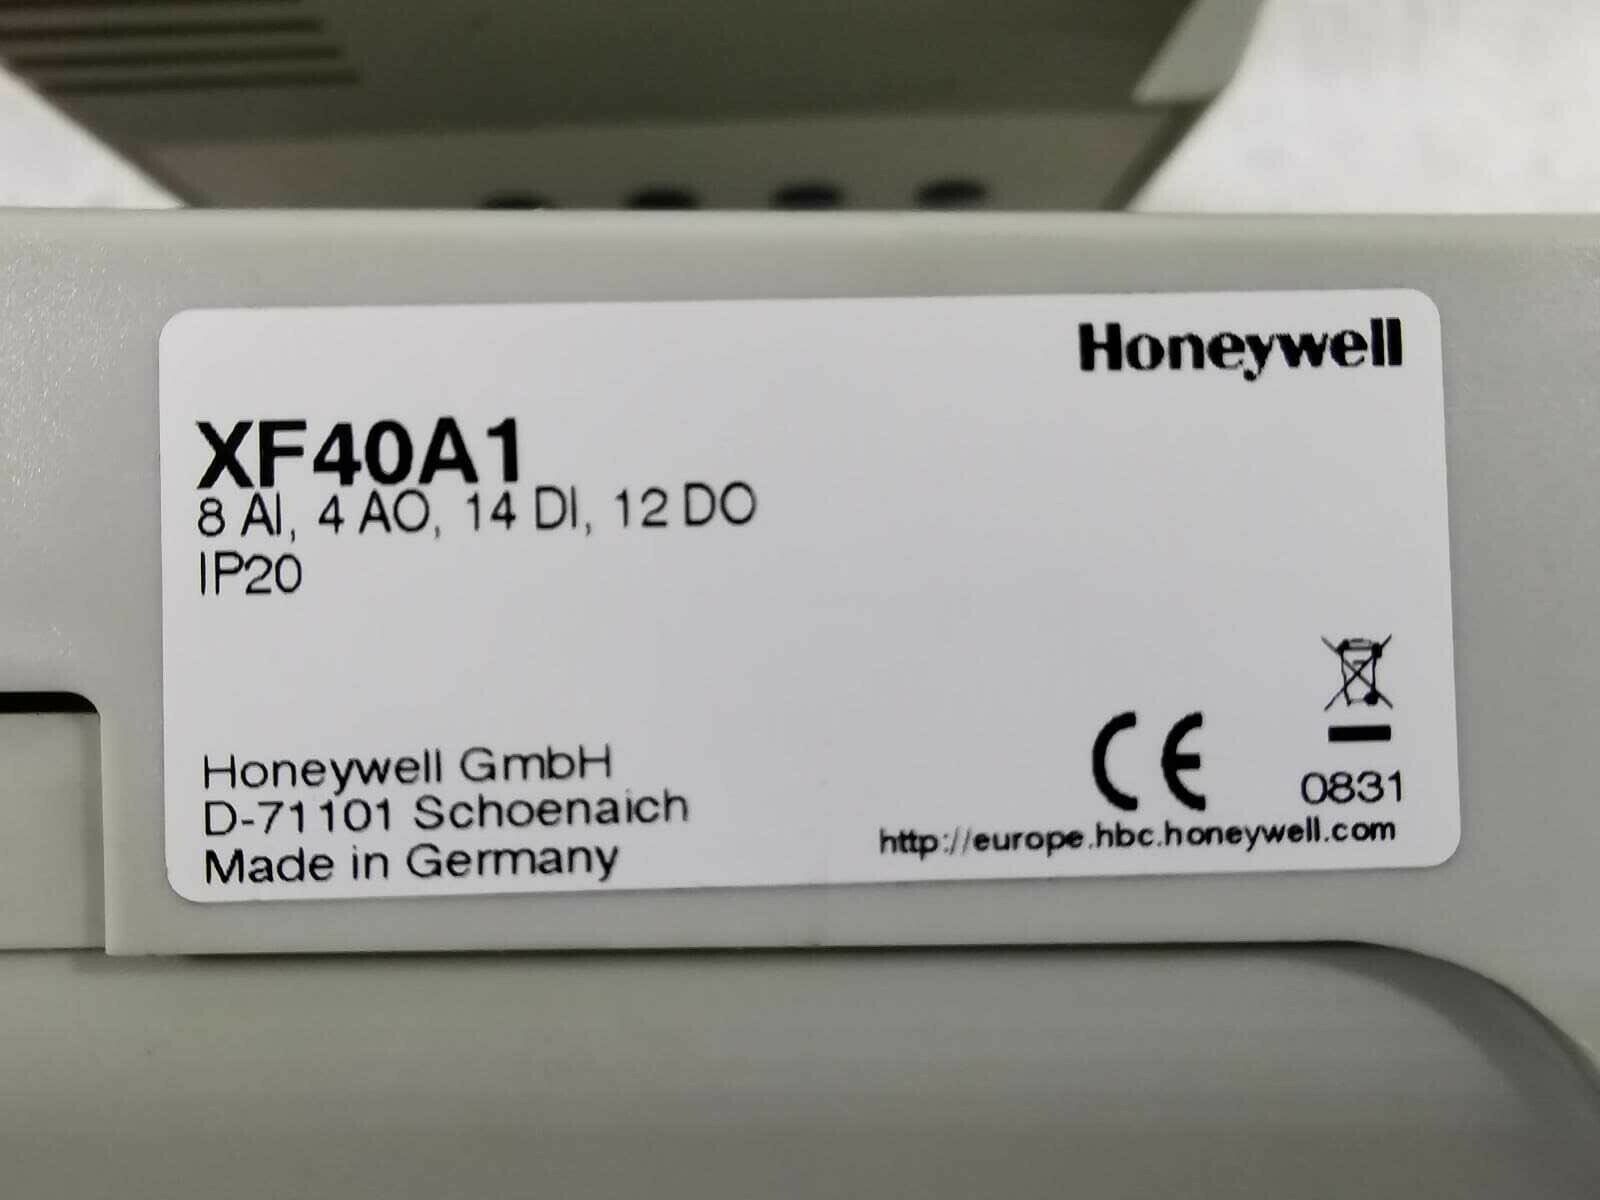 Honeywell
XF40A1
8 AI, 4 AO, 14 DI, 12 DO
IP20
Honeywell GmbH
D-71101 Schoenaich
Made in Germany
CE
0831
http://europe.hbc.honeywell.com